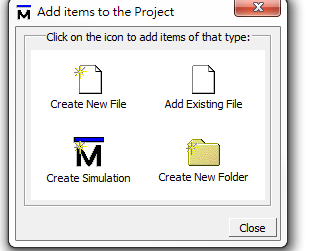 Add items to the Project
Click on the icon to add items of that type:
Create New File
Add Existing File
Create Simulation
Create New Folder
Close